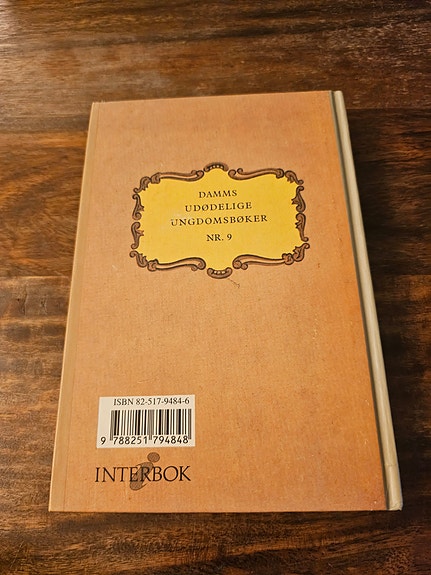 DAMMS
UDØDELIGE
UNGDOMSBØKER
NR. 9
ISBN 82-517-9484-6
9 788251 794848
INTERBOK